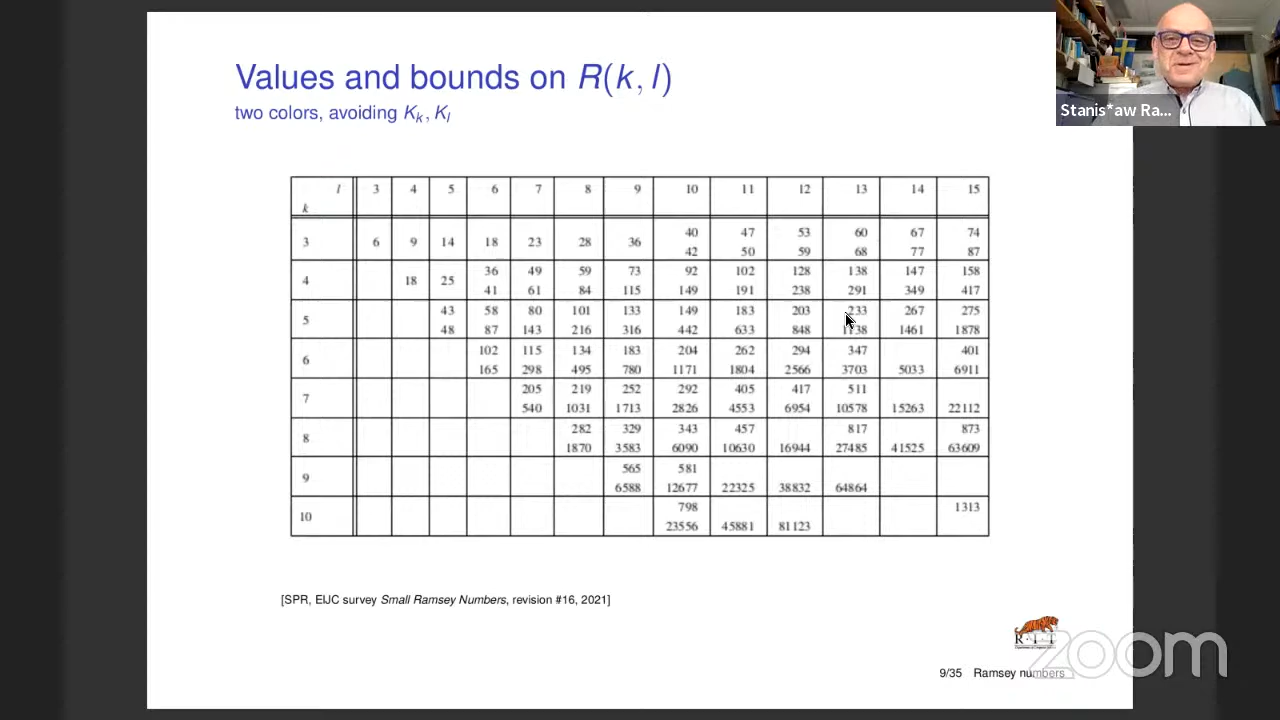 Values and bounds on R(k, l)
two colors, avoiding Kk, Kl
Stanis*aw Ra...
l 3 4 5 6 7 8 9 10 11 12 13 14 15
k
40 47 53 60 67 74
3 6 9 14 18 23 28 36
42 50 59 68 77 87
36 49 59 73 92 102 128 138 147 158
4 18 25
41 61 84 115 149 191 238 291 349 417
43 58 80 101 133 149 183 203 233 267 275
5
48 87 143 216 316 442 633 848 1138 1461 1878
102 115 134 183 204 262 294 347 401
6
165 298 495 780 1171 1804 2566 3703 5033 6911
205 219 252 292 405 417 511
7
540 1031 1713 2826 4553 6954 10578 15263 22112
282 329 343 457 817 873
8
1870 3583 6090 10630 16944 27485 41525 63609
565 581
9
6588 12677 22325 38832 64864
798 1313
10
23556 45881 81123
[SPR, ElJC survey Small Ramsey Numbers, revision #16, 2021]
R·I·T
zoom
9/35 Ramsey numbers